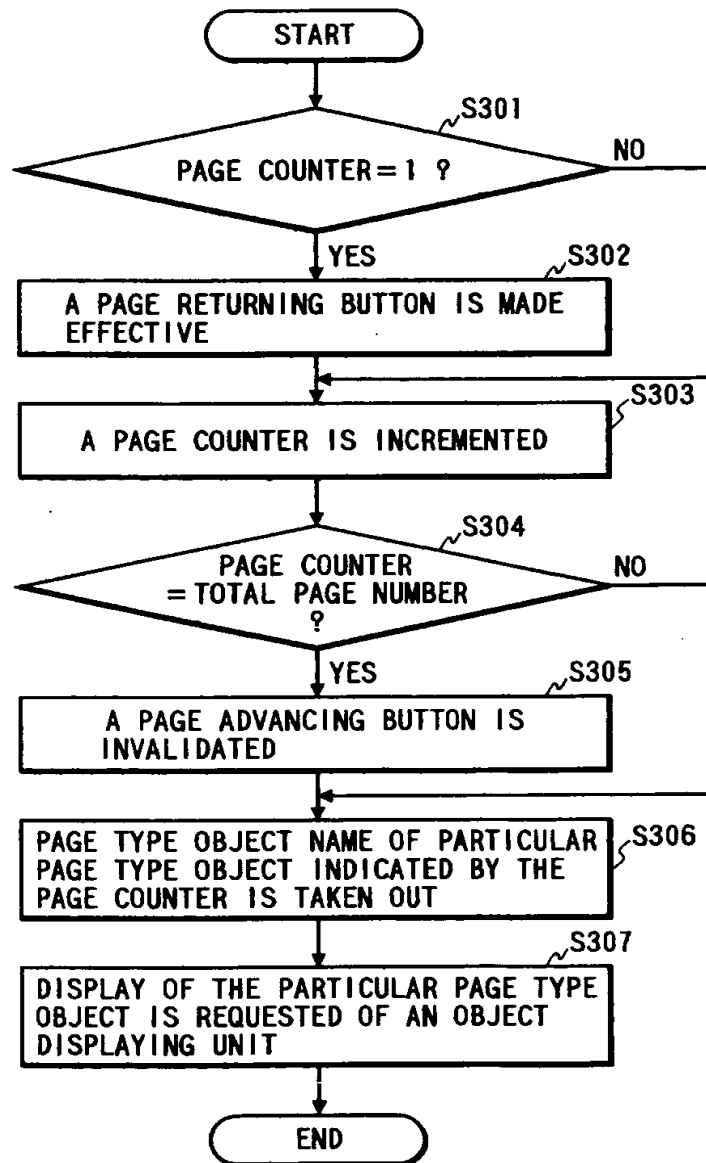 START
S301
PAGE COUNTER=1 ?
NO
YES
S302
A PAGE RETURNING BUTTON IS MADE
EFFECTIVE
S303
A PAGE COUNTER IS INCREMENTED
S304
PAGE COUNTER
=TOTAL PAGE NUMBER
?
NO
YES
S305
A PAGE ADVANCING BUTTON IS
INVALIDATED
S306
PAGE TYPE OBJECT NAME OF PARTICULAR
PAGE TYPE OBJECT INDICATED BY THE
PAGE COUNTER IS TAKEN OUT
S307
DISPLAY OF THE PARTICULAR PAGE TYPE
OBJECT IS REQUESTED OF AN OBJECT
DISPLAYING UNIT
END